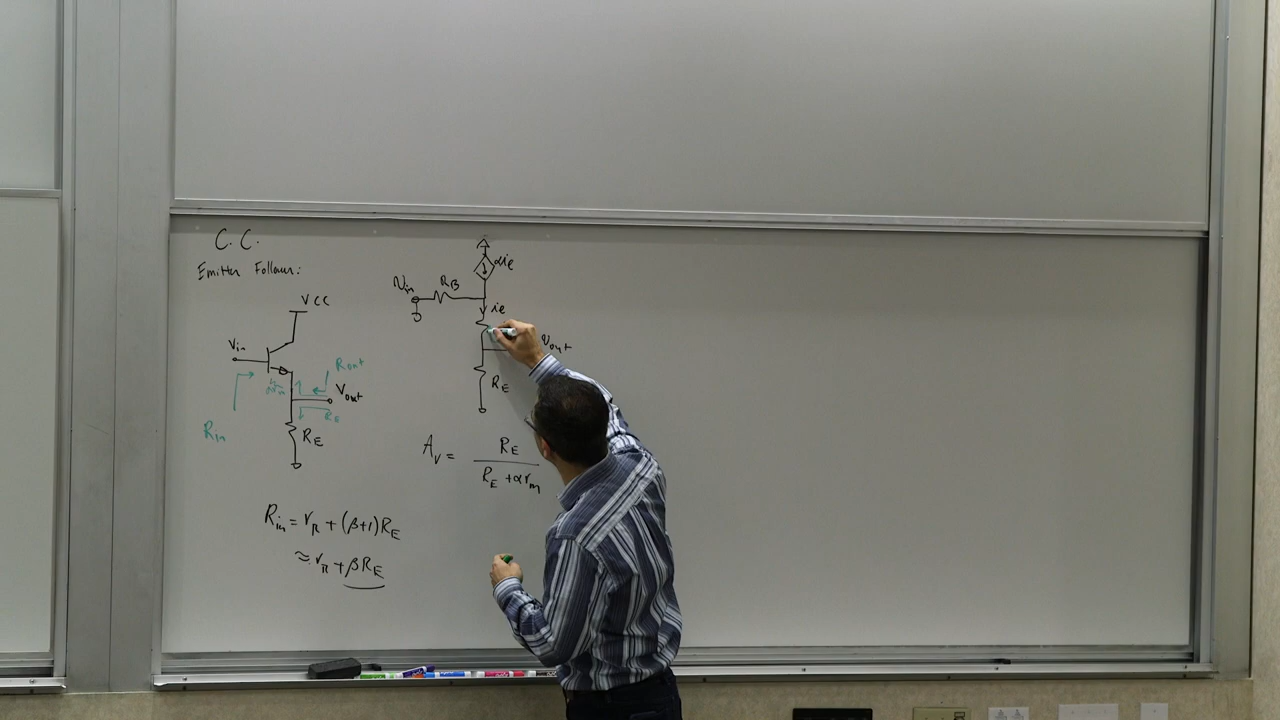 C.C.
Emitter Follower:
VCC
Vin
Rout
Vout
Rin
RE
Rin = rπ + (β+1)RE
≈ rπ + βRE
αie
Vin
RB
ie
Vout
RE
Av = RE / (RE + αrm)